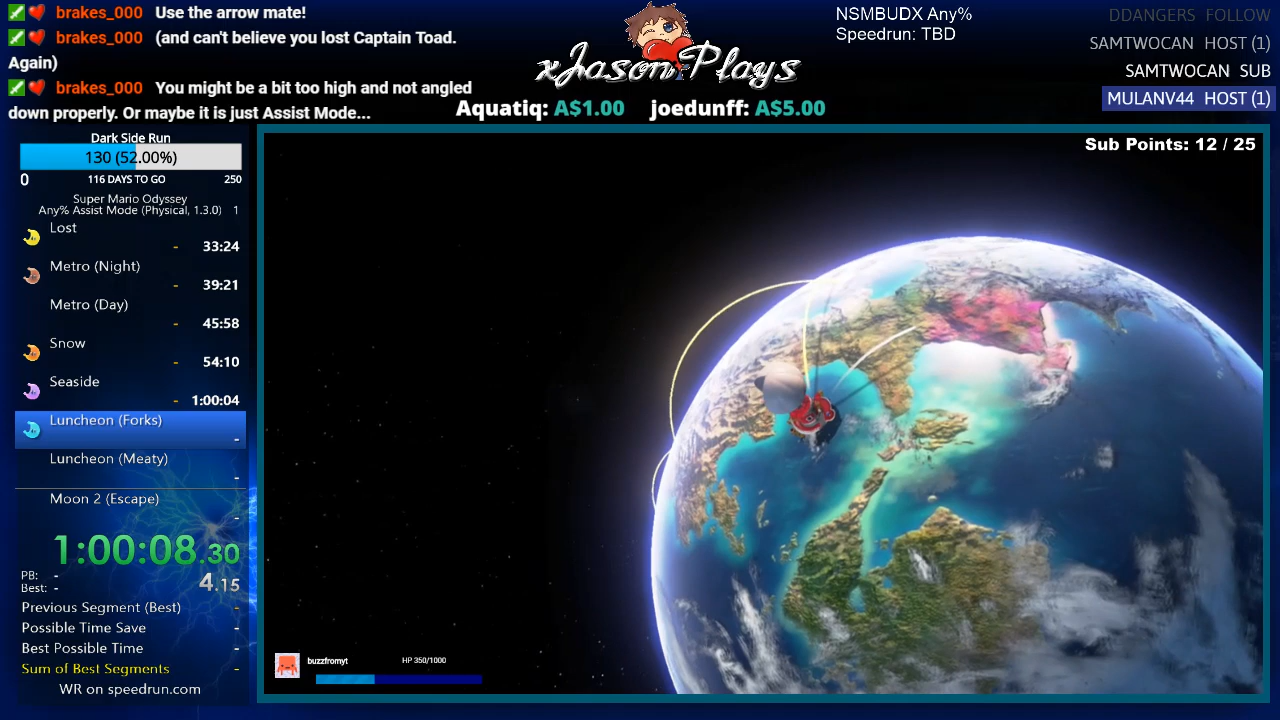 brakes_000 Use the arrow mate!
brakes_000 (and can't believe you lost Captain Toad.
Again)
brakes_000 You might be a bit too high and not angled
down properly. Or maybe it is just Assist Mode...
xJasonPlays
Aquatiq: A$1.00 joedunff: A$5.00
NSMBUDX Any%
Speedrun: TBD
DDANGERS FOLLOW
SAMTWOCAN HOST (1)
SAMTWOCAN SUB
MULANV44 HOST (1)
Sub Points: 12 / 25
Dark Side Run
130 (52.00%)
0 116 DAYS TO GO 250
Super Mario Odyssey
Any% Assist Mode (Physical, 1.3.0) 1
Lost
- 33:24
Metro (Night)
- 39:21
Metro (Day)
- 45:58
Snow
- 54:10
Seaside
- 1:00:04
Luncheon (Forks)
-
Luncheon (Meaty)
-
Moon 2 (Escape)
-
1:00:08.30
PB: -
Best: - 4.15
Previous Segment (Best) -
Possible Time Save -
Best Possible Time -
Sum of Best Segments -
WR on speedrun.com
buzzfromyt HP 350/1000